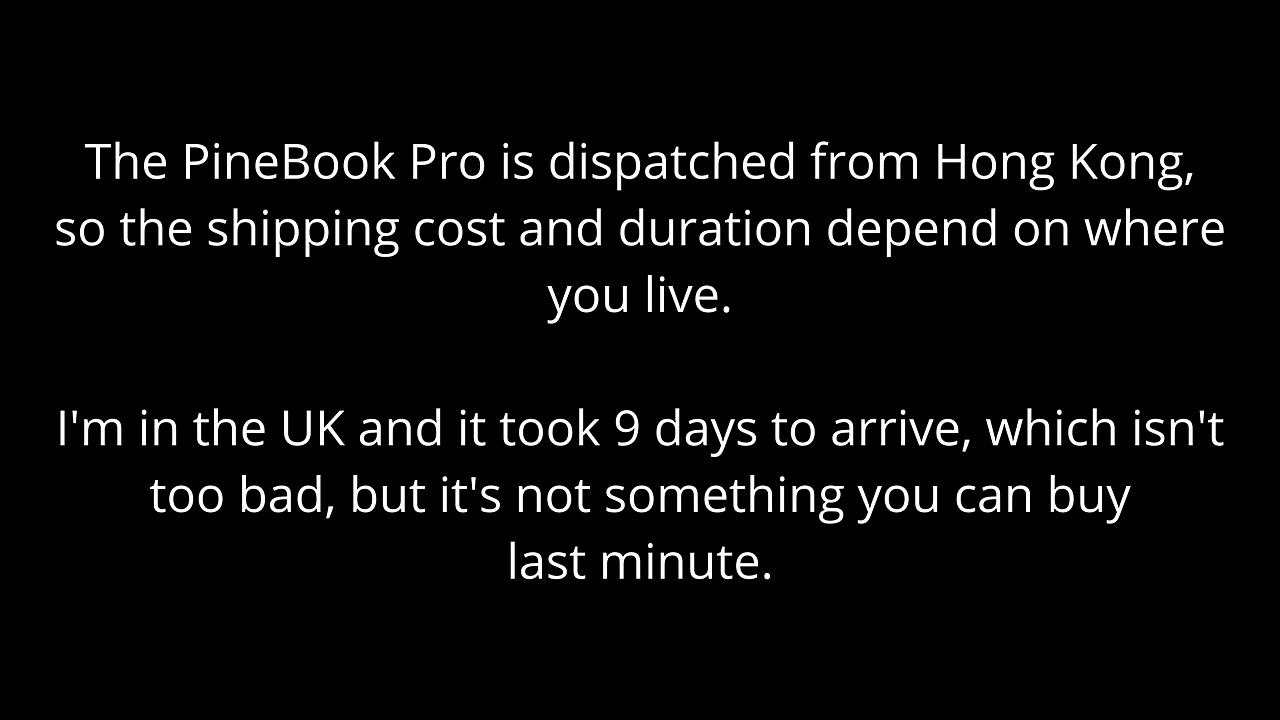 The PineBook Pro is dispatched from Hong Kong,
so the shipping cost and duration depend on where
you live.
I'm in the UK and it took 9 days to arrive, which isn't
too bad, but it's not something you can buy
last minute.